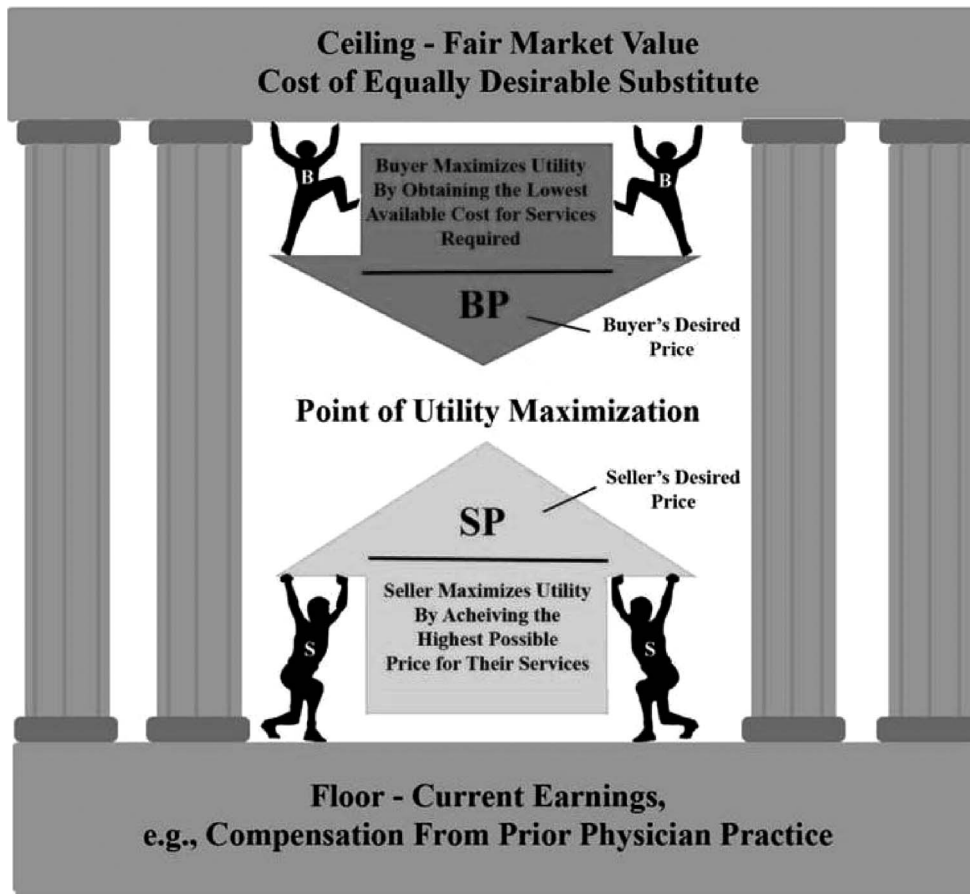 Ceiling - Fair Market Value
Cost of Equally Desirable Substitute
B
B
Buyer Maximizes Utility
By Obtaining the Lowest
Available Cost for Services
Required
BP
Buyer's Desired
Price
Point of Utility Maximization
Seller's Desired
Price
SP
Seller Maximizes Utility
By Acheiving the
Highest Possible
Price for Their Services
S
S
Floor - Current Earnings,
e.g., Compensation From Prior Physician Practice